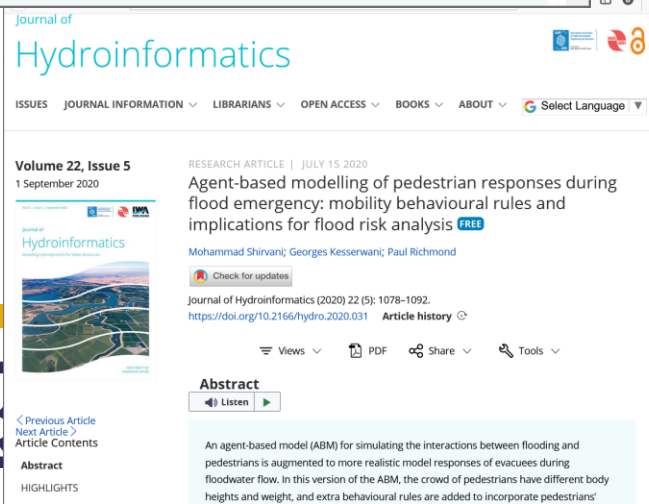 Journal of
Hydroinformatics
ISSUES JOURNAL INFORMATION LIBRARIANS OPEN ACCESS BOOKS ABOUT G Select Language
Volume 22, Issue 5
1 September 2020
Journal of
Hydroinformatics
< Previous Article
Next Article >
Article Contents
Abstract
HIGHLIGHTS
RESEARCH ARTICLE | JULY 15 2020
Agent-based modelling of pedestrian responses during
flood emergency: mobility behavioural rules and
implications for flood risk analysis FREE
Mohammad Shirvani; Georges Kesserwani; Paul Richmond
Check for updates
Journal of Hydroinformatics (2020) 22 (5): 1078–1092.
https://doi.org/10.2166/hydro.2020.031 Article history
Views PDF Share Tools
Abstract
Listen
An agent-based model (ABM) for simulating the interactions between flooding and
pedestrians is augmented to more realistic model responses of evacuees during
floodwater flow. In this version of the ABM, the crowd of pedestrians have different body
heights and weight, and extra behavioural rules are added to incorporate pedestrians'